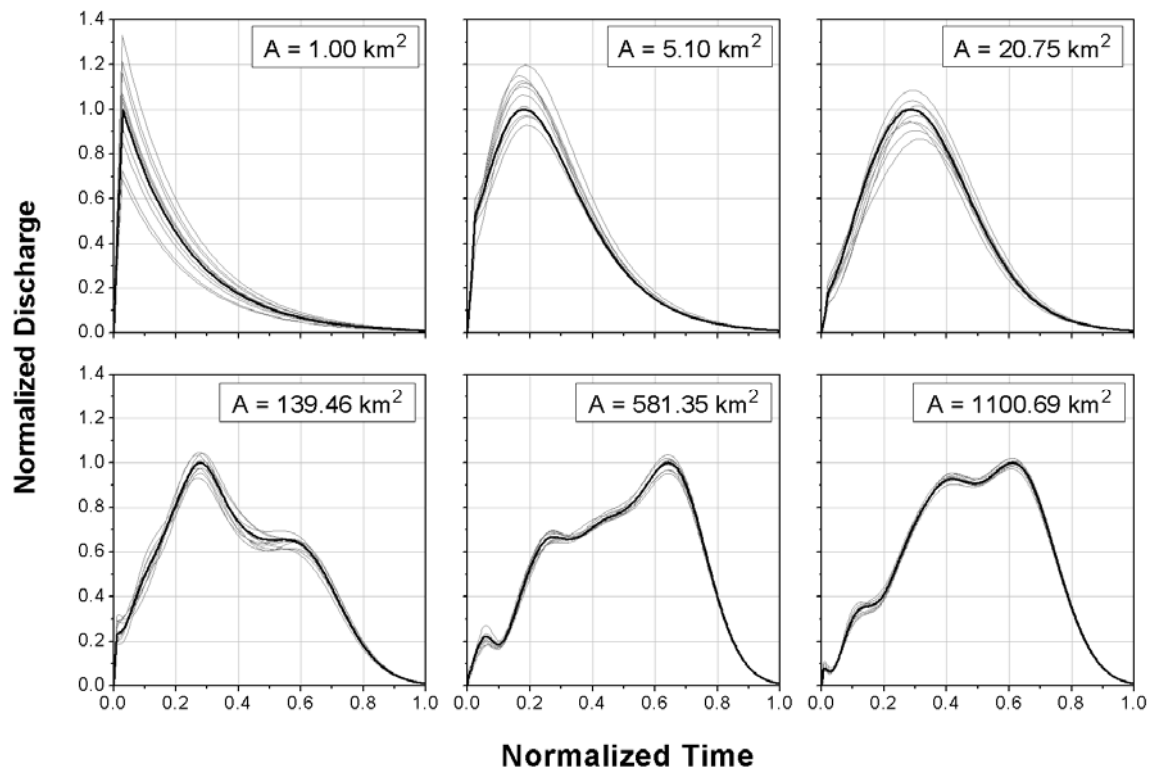 Normalized Discharge
1.4
1.2
1.0
0.8
0.6
0.4
0.2
0.0
A = 1.00 km²
A = 5.10 km²
A = 20.75 km²
1.4
1.2
1.0
0.8
0.6
0.4
0.2
0.0
A = 139.46 km²
A = 581.35 km²
A = 1100.69 km²
0.0 0.2 0.4 0.6 0.8 1.0
0.0 0.2 0.4 0.6 0.8 1.0
0.0 0.2 0.4 0.6 0.8 1.0
Normalized Time